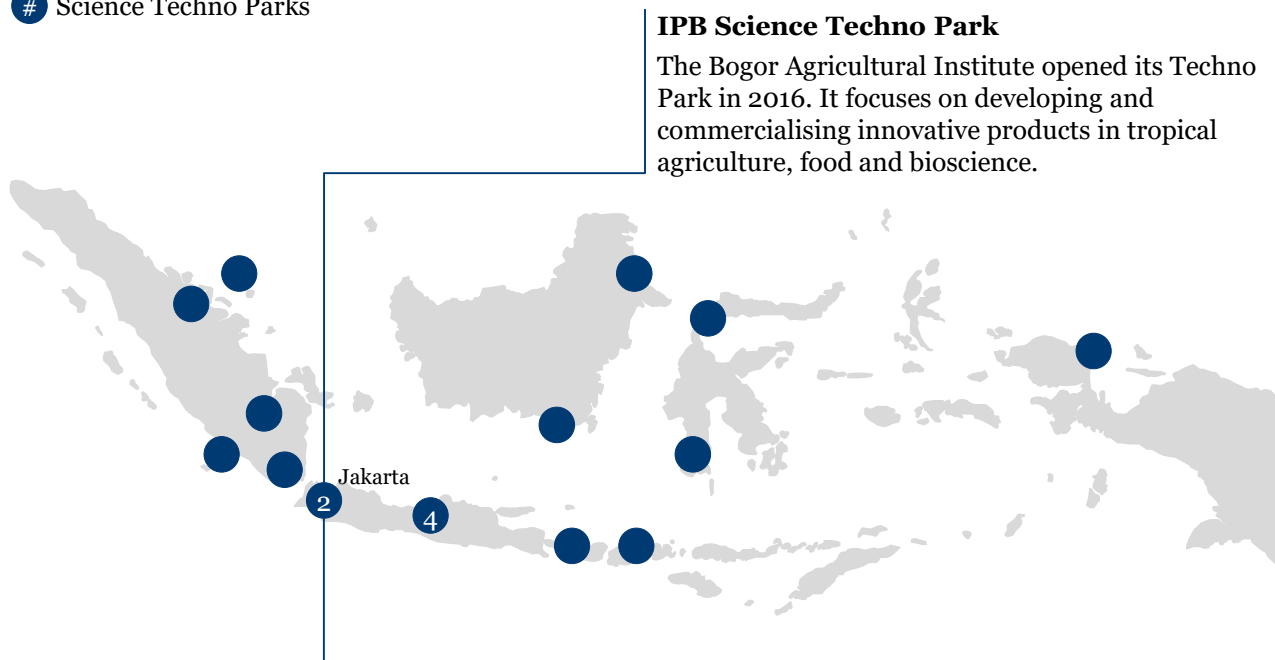 # Science Techno Parks
IPB Science Techno Park
The Bogor Agricultural Institute opened its Techno
Park in 2016. It focuses on developing and
commercialising innovative products in tropical
agriculture, food and bioscience.
Jakarta
2
4